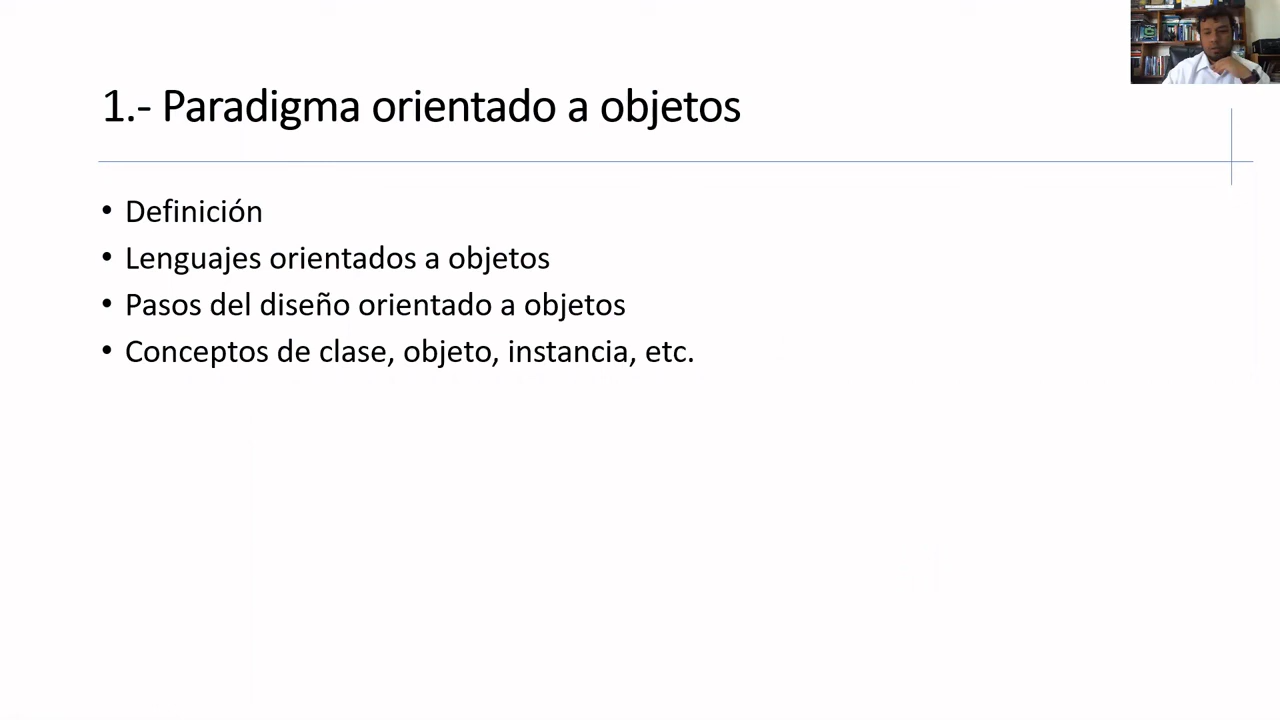 1.- Paradigma orientado a objetos
• Definición
• Lenguajes orientados a objetos
• Pasos del diseño orientado a objetos
• Conceptos de clase, objeto, instancia, etc.